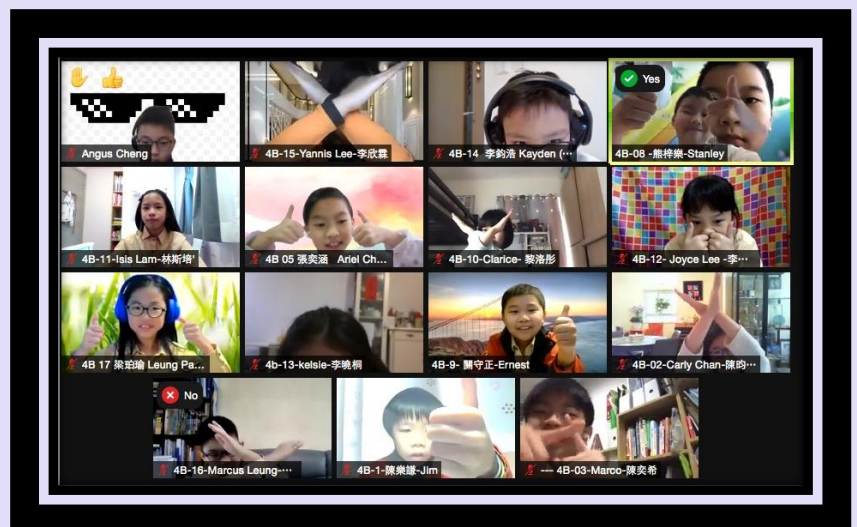 Angus Cheng
4B-15-Yannis Lee-李欣霖
4B-14 李鈞浩 Kayden (···
Yes
4B-08 -熊梓樂-Stanley
4B-11-Isis Lam-林斯培'
4B 05 張奕涵 Ariel Ch...
4B-10-Clarice- 黎洛彤
4B-12- Joyce Lee -李···
4B 17 梁珀瑜 Leung Pa...
4b-13-kelsie-李曉桐
4B-9- 關守正-Ernest
4B-02-Carly Chan-陳昀···
No
4B-16-Marcus Leung-···
4B-1-陳樂謙-Jim
--- 4B-03-Marco-陳奕希